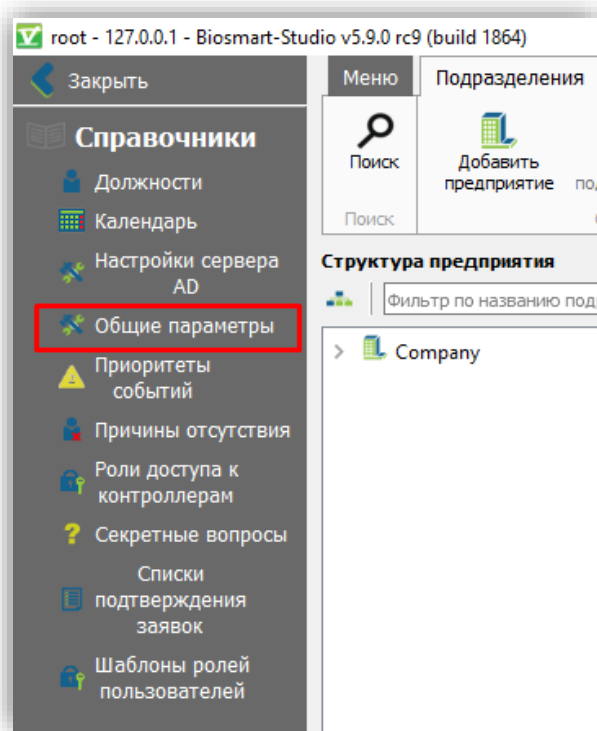 root - 127.0.0.1 - Biosmart-Studio v5.9.0 rc9 (build 1864)
Закрыть
Справочники
Должности
Календарь
Настройки сервера
AD
Общие параметры
Приоритеты
событий
Причины отсутствия
Роли доступа к
контроллерам
Секретные вопросы
Списки
подтверждения
заявок
Шаблоны ролей
пользователей
Меню
Подразделения
Поиск
Добавить
предприятие
Поиск
Структура предприятия
Фильтр по названию
Company